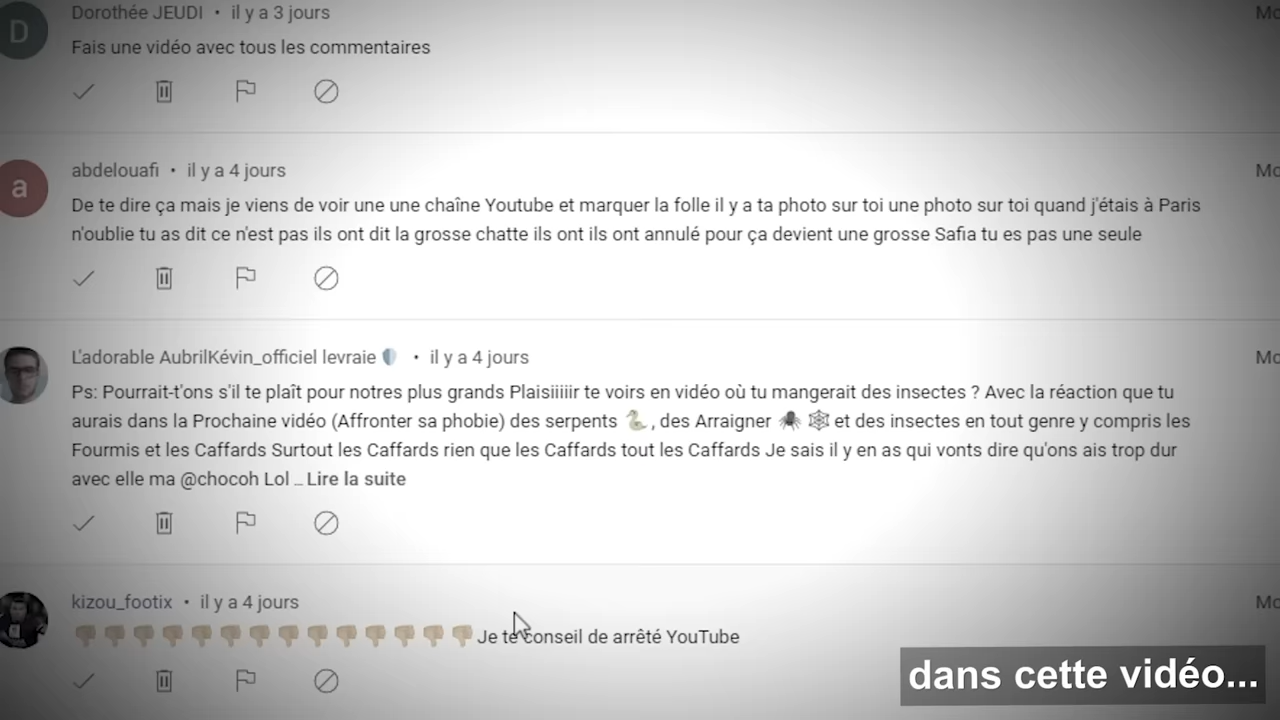 D
Dorothée JEUDI • il y a 3 jours
Fais une vidéo avec tous les commentaires
a
abdelouafi • il y a 4 jours
De te dire ça mais je viens de voir une une chaîne Youtube et marquer la folle il y a ta photo sur toi une photo sur toi quand j'étais à Paris
n'oublie tu as dit ce n'est pas ils ont dit la grosse chatte ils ont ils ont annulé pour ça devient une grosse Safia tu es pas une seule
L'adorable AubrilKévin_officiel levraie • il y a 4 jours
Ps: Pourrait-t'ons s'il te plaît pour notres plus grands Plaisiiiiir te voirs en vidéo où tu mangerait des insectes ? Avec la réaction que tu
aurais dans la Prochaine vidéo (Affronter sa phobie) des serpents 🐍, des Arraigner 🕷️ 🕸️ et des insectes en tout genre y compris les
Fourmis et les Caffards Surtout les Caffards rien que les Caffards tout les Caffards Je sais il y en as qui vonts dire qu'ons ais trop dur
avec elle ma @chocoh Lol ... Lire la suite
kizou_footix • il y a 4 jours
👎🏼👎🏼👎🏼👎🏼👎🏼👎🏼👎🏼👎🏼👎🏼👎🏼👎🏼👎🏼👎🏼👎🏼Je te conseil de arrêté YouTube
dans cette vidéo...